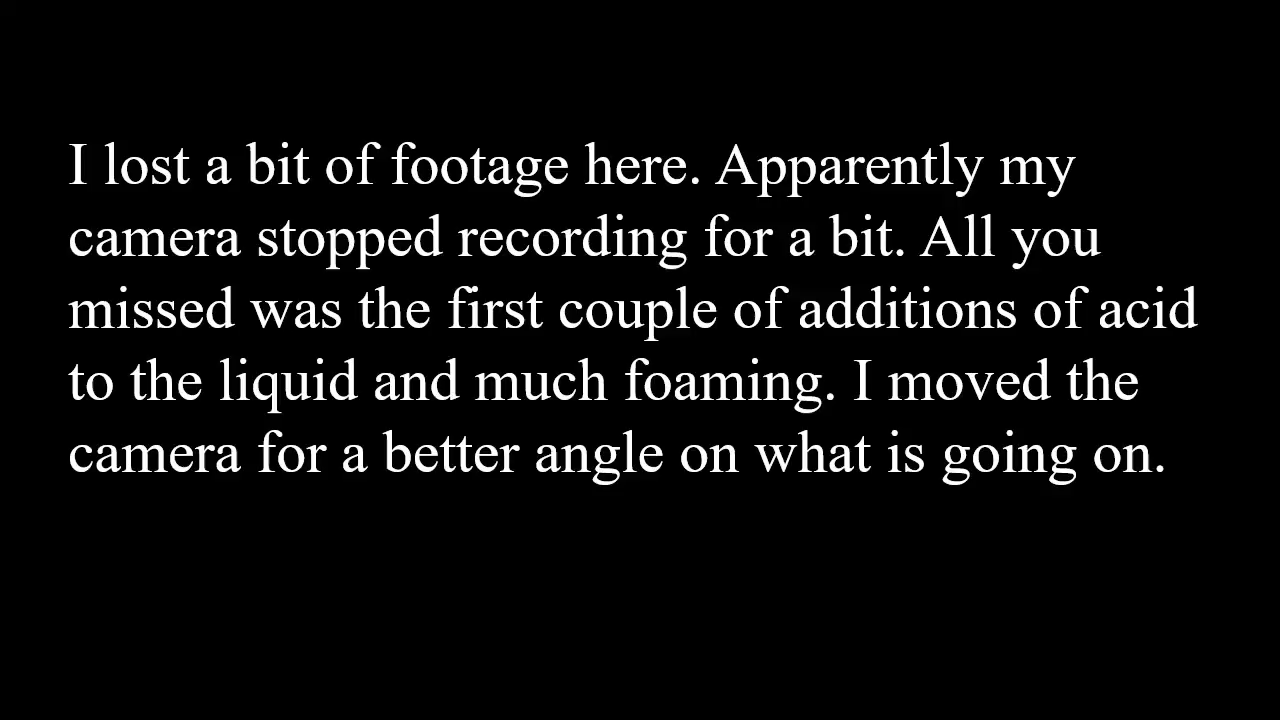 I lost a bit of footage here. Apparently my
camera stopped recording for a bit. All you
missed was the first couple of additions of acid
to the liquid and much foaming. I moved the
camera for a better angle on what is going on.